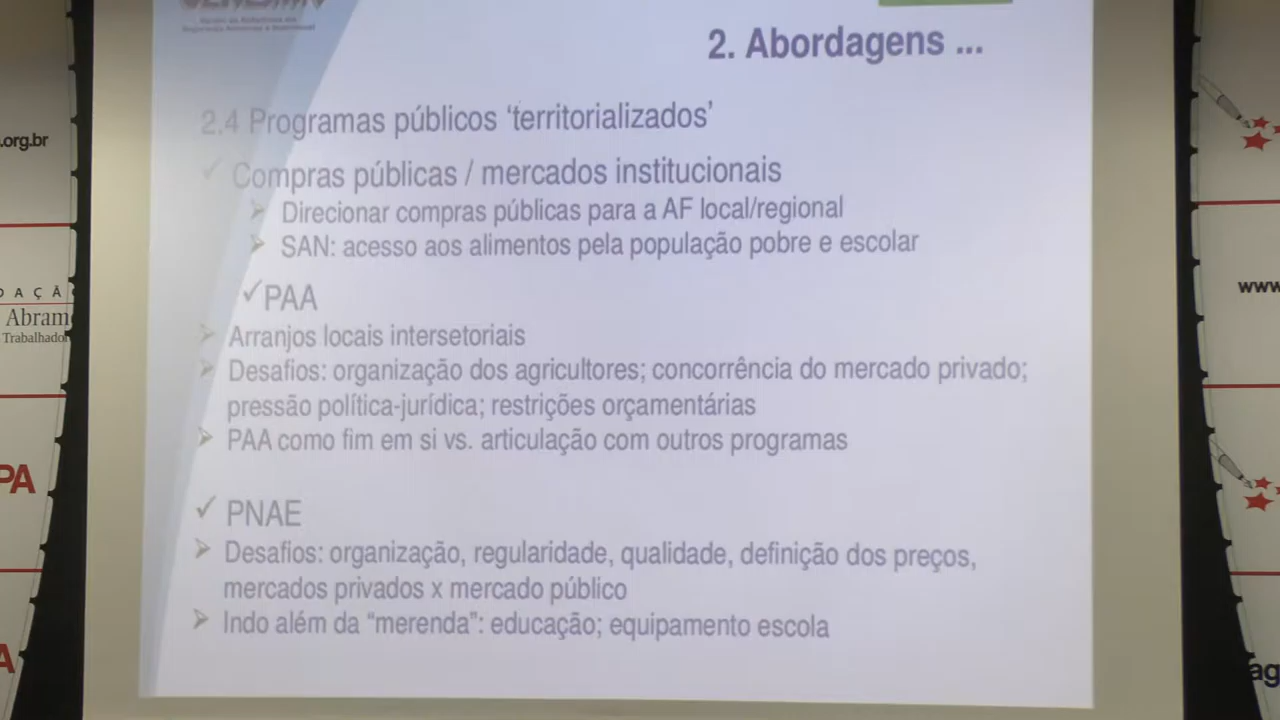 2. Abordagens ...
2.4 Programas públicos ‘territorializados’
Compras públicas / mercados institucionais
Direcionar compras públicas para a AF local/regional
SAN: acesso aos alimentos pela população pobre e escolar
PAA
Arranjos locais intersetoriais
Desafios: organização dos agricultores; concorrência do mercado privado;
pressão política-jurídica; restrições orçamentárias
PAA como fim em si vs. articulação com outros programas
PNAE
Desafios: organização, regularidade, qualidade, definição dos preços,
mercados privados x mercado público
Indo além da “merenda”: educação; equipamento escola
.org.br
Abram
Trabalhador
PA
A
www
ag